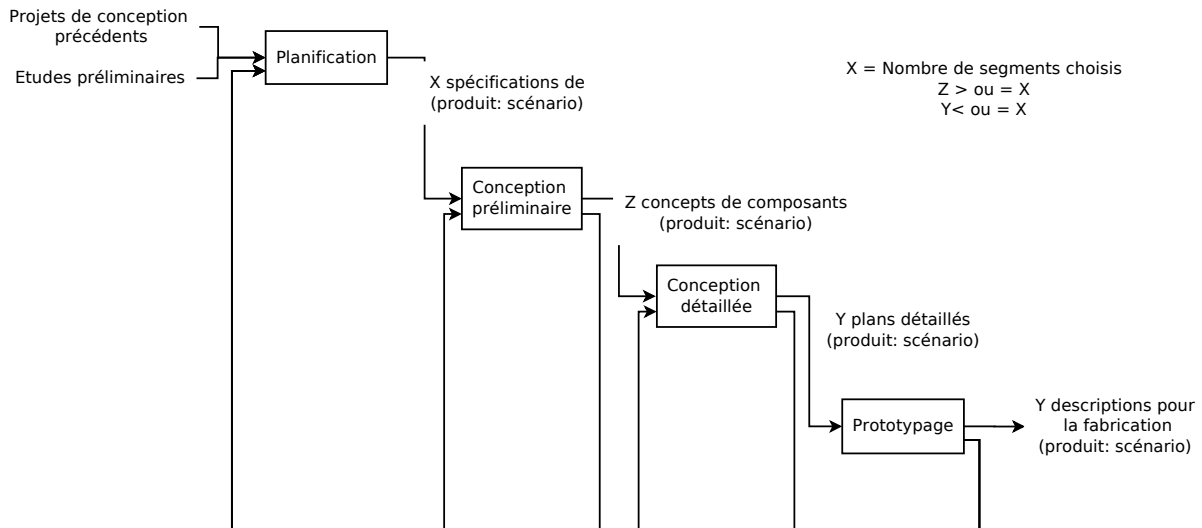 Projets de conception
précédents
Etudes préliminaires
Planification
X spécifications de
(produit: scénario)
X = Nombre de segments choisis
Z > ou = X
Y< ou = X
Conception
préliminaire
Z concepts de composants
(produit: scénario)
Conception
détaillée
Y plans détaillés
(produit: scénario)
Prototypage
Y descriptions pour
la fabrication
(produit: scénario)